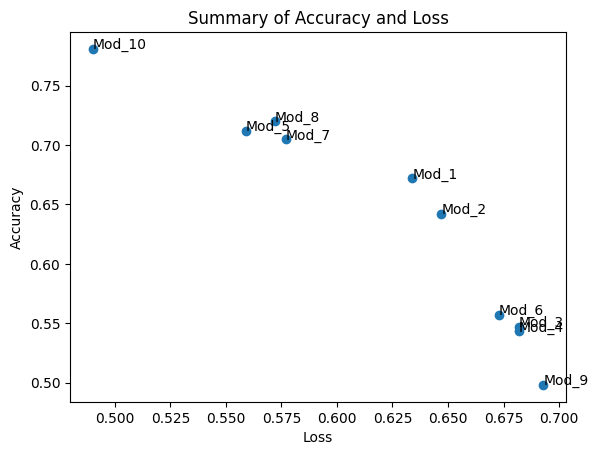 Summary of Accuracy and Loss
Mod_10
0.75
Mod_8
Mod_5
Mod_7
0.70
Mod_1
0.65
Mod_2
0.60
Accuracy
Mod_6
0.55
Mod_3
Mod_4
0.50
Mod_9
0.500 0.525 0.550 0.575 0.600 0.625 0.650 0.675 0.700
Loss